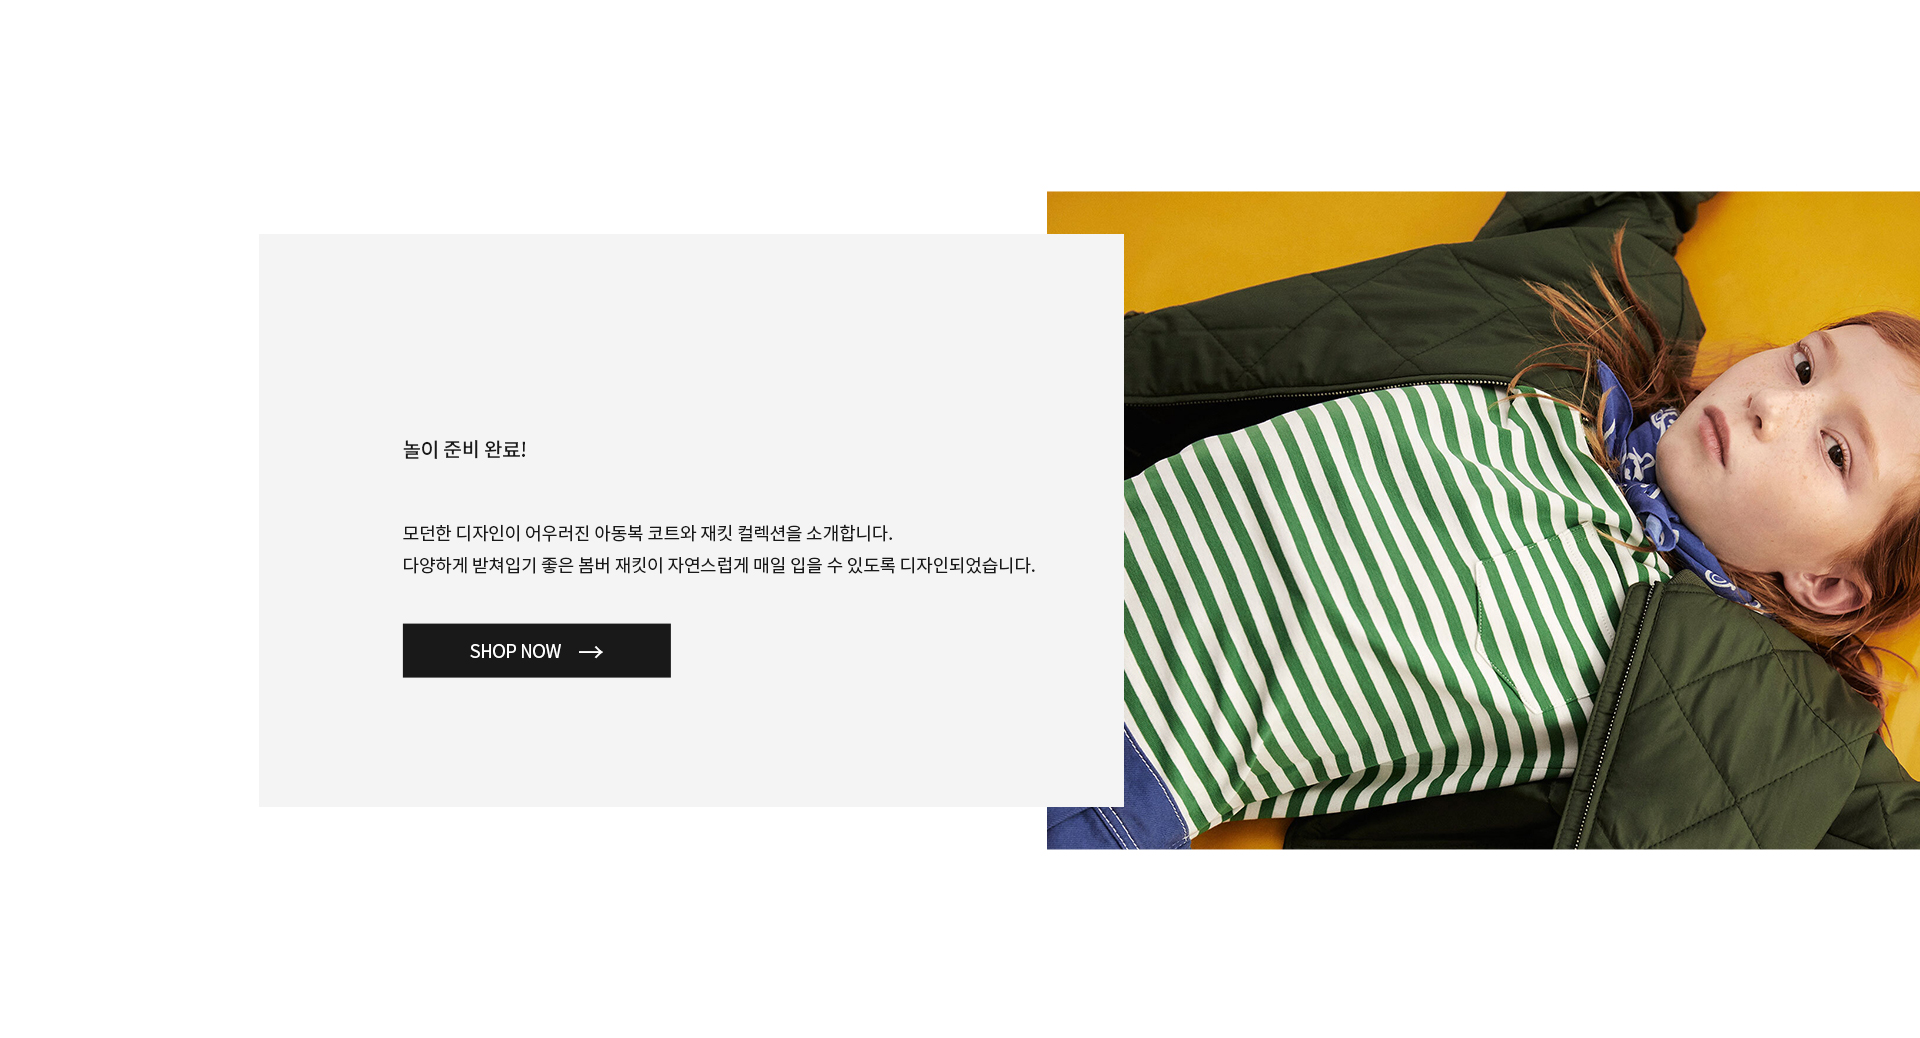 놀이 준비 완료!
모던한 디자인이 어우러진 아동복 코트와 재킷 컬렉션을 소개합니다.
다양하게 받쳐입기 좋은 봄버 재킷이 자연스럽게 매일 입을 수 있도록 디자인되었습니다.
SHOP NOW →